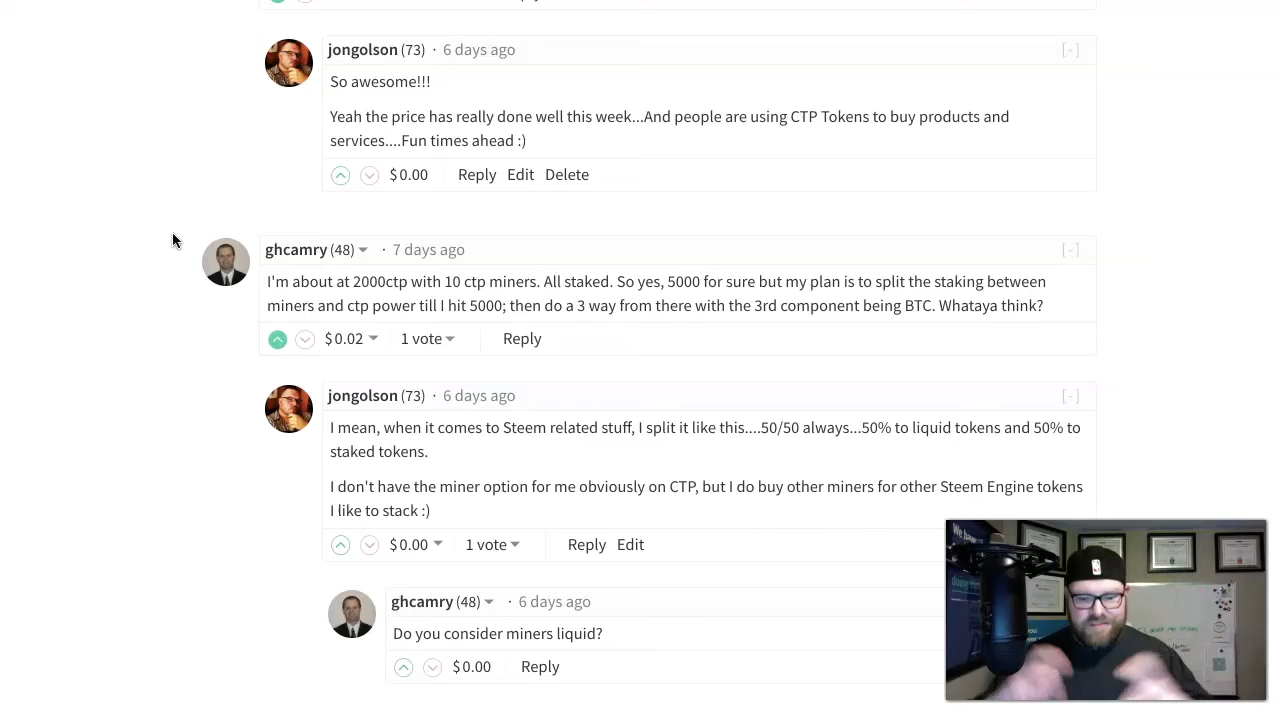 jongolson (73) · 6 days ago [-]
So awesome!!!
Yeah the price has really done well this week...And people are using CTP Tokens to buy products and
services....Fun times ahead :)
$0.00 Reply Edit Delete
ghcamry (48) · 7 days ago [-]
I'm about at 2000ctp with 10 ctp miners. All staked. So yes, 5000 for sure but my plan is to split the staking between
miners and ctp power till I hit 5000; then do a 3 way from there with the 3rd component being BTC. Whataya think?
$0.02 1 vote Reply
jongolson (73) · 6 days ago [-]
I mean, when it comes to Steem related stuff, I split it like this....50/50 always...50% to liquid tokens and 50% to
staked tokens.
I don't have the miner option for me obviously on CTP, but I do buy other miners for other Steem Engine tokens
I like to stack :)
$0.00 1 vote Reply Edit
ghcamry (48) · 6 days ago
Do you consider miners liquid?
$0.00 Reply
We have